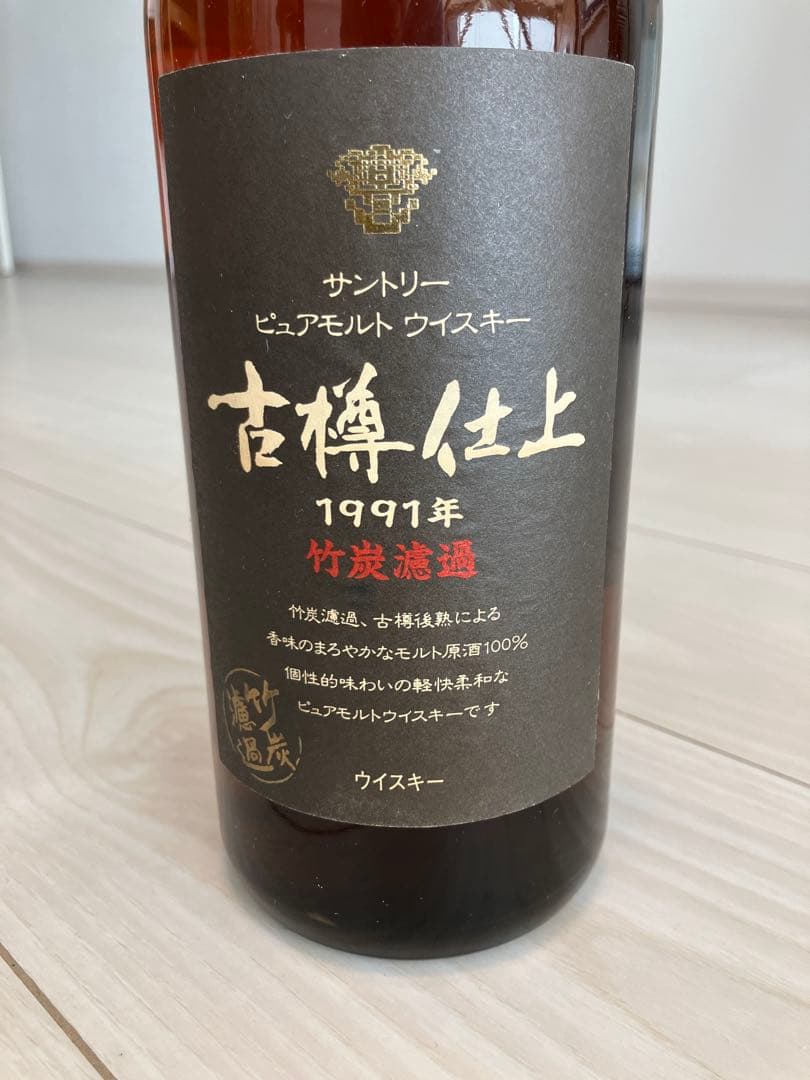 サントリー
ピュアモルト ウイスキー
古樽仕上
1991年
竹炭濾過
竹炭濾過、古樽後熟による
香味のまろやかなモルト原酒100%
個性的味わいの軽快柔和な
ピュアモルトウイスキーです
竹炭
濾過
ウイスキー